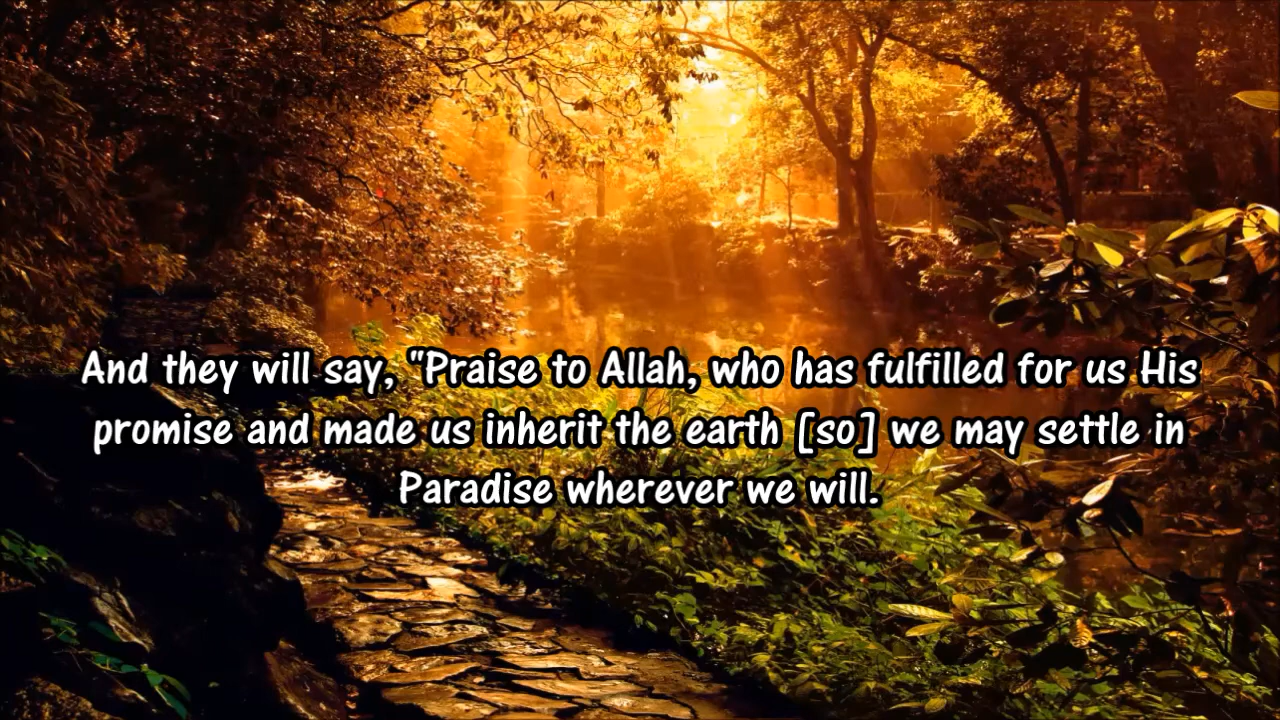 And they will say, "Praise to Allah, who has fulfilled for us His
promise and made us inherit the earth [so] we may settle in
Paradise wherever we will.